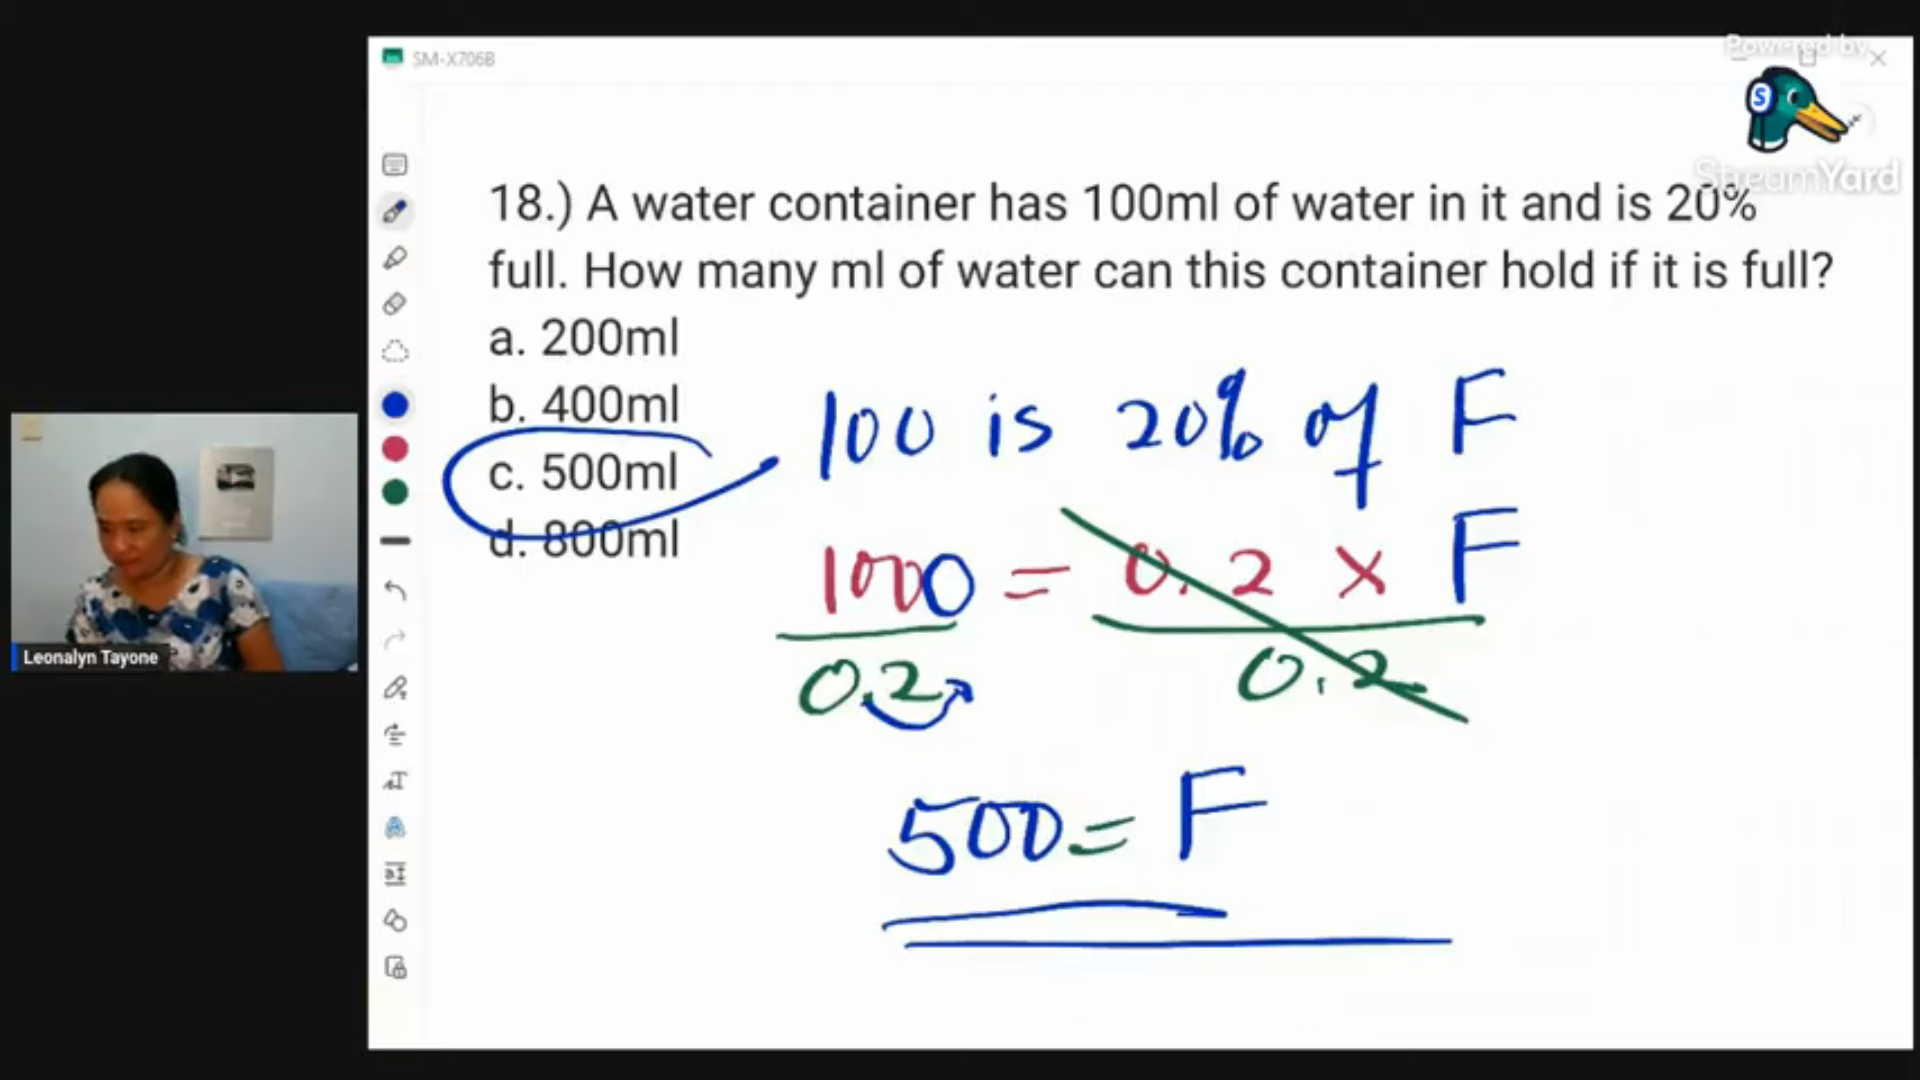 SM-X706B
Powered by
StreamYard
18.) A water container has 100ml of water in it and is 20%
full. How many ml of water can this container hold if it is full?
a. 200ml
b. 400ml
c. 500ml
d. 800ml
100 is 20% of F
1000 = 0.2 x F
0.2 0.2
500 = F
Leonalyn Tayone